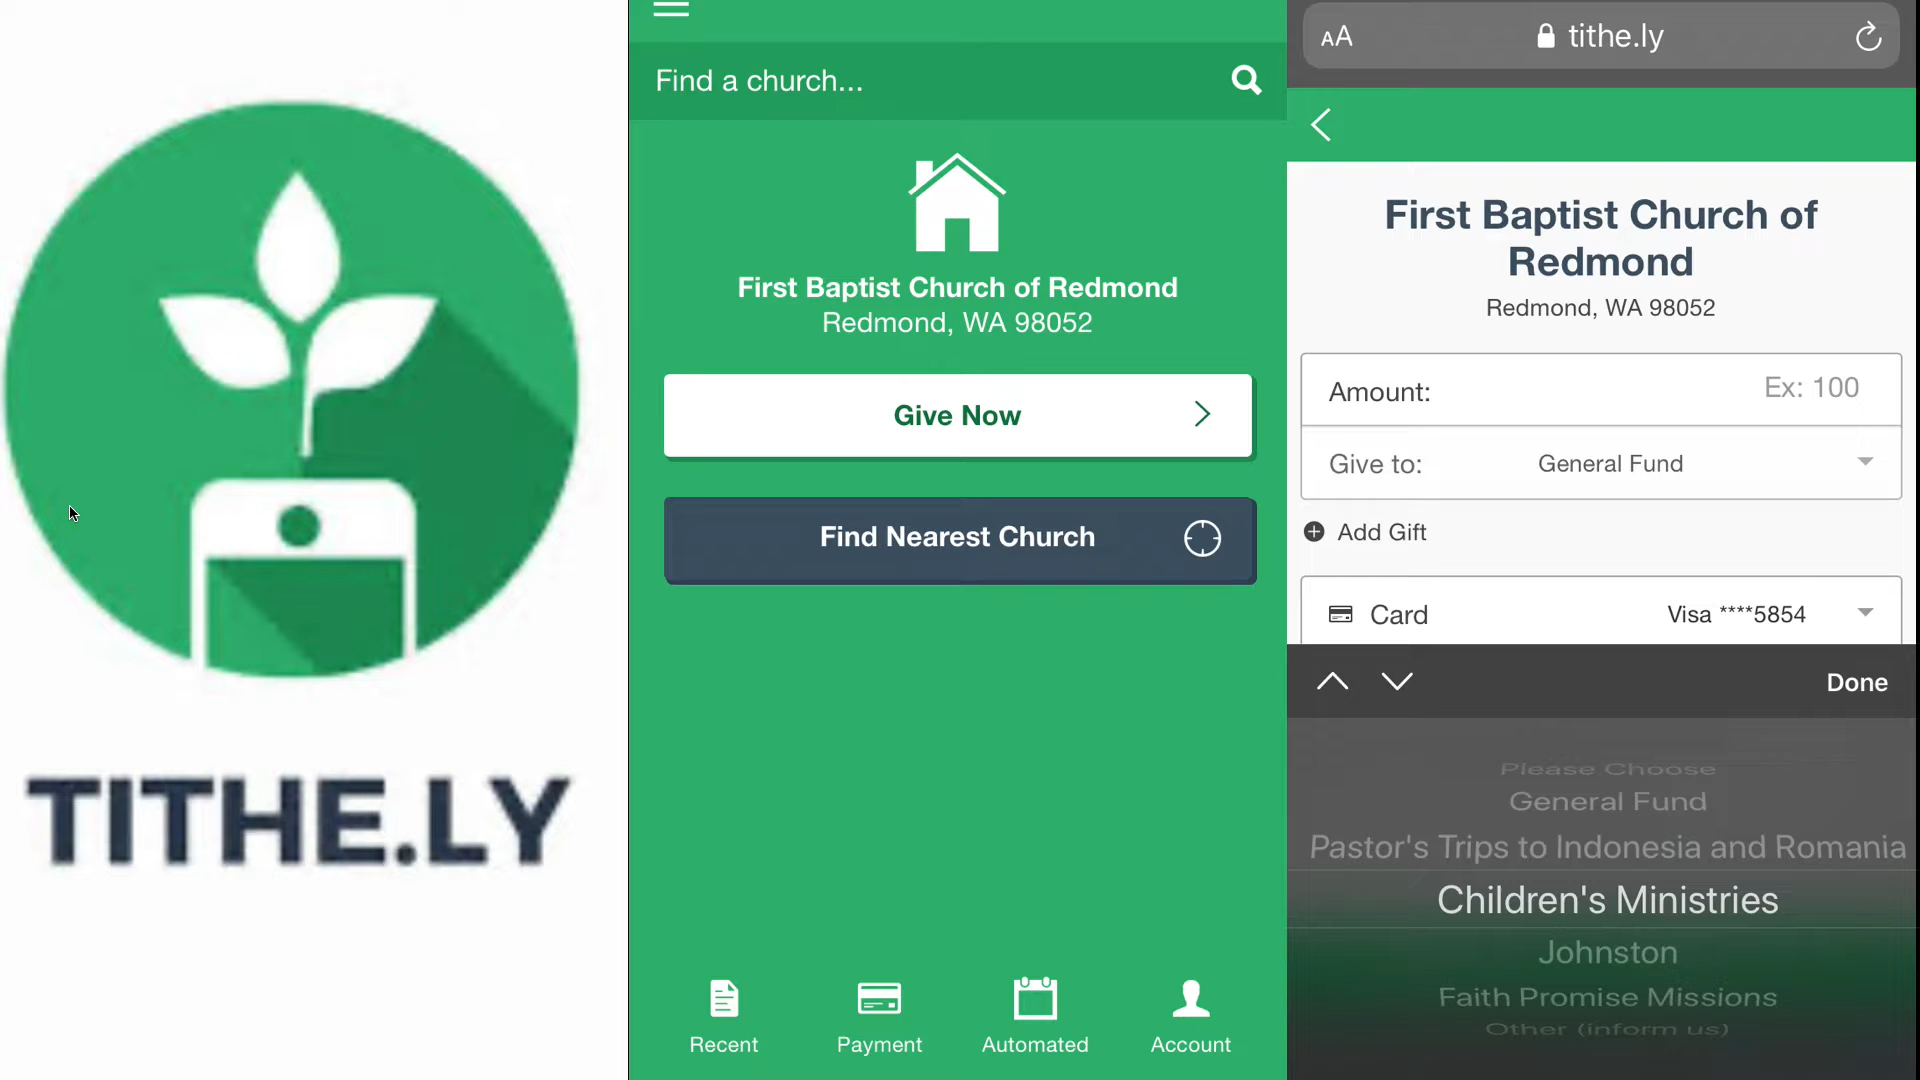 TITHE.LY
Find a church...
First Baptist Church of Redmond
Redmond, WA 98052
Give Now
Find Nearest Church
Recent
Payment
Automated
Account
AA
tithe.ly
First Baptist Church of
Redmond
Redmond, WA 98052
Amount: Ex: 100
Give to: General Fund
Add Gift
Card Visa ****5854
Done
Please Choose
General Fund
Pastor's Trips to Indonesia and Romania
Children's Ministries
Johnston
Faith Promise Missions
Other (inform us)